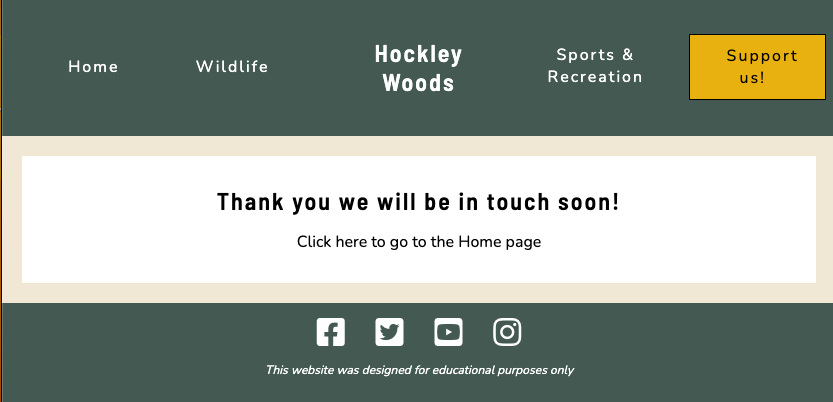 Home
Wildlife
Hockley
Woods
Sports &
Recreation
Support
us!
Thank you we will be in touch soon!
Click here to go to the Home page
This website was designed for educational purposes only